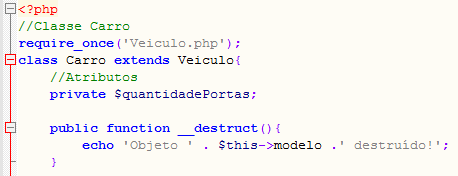 <?php
//Classe Carro
require_once('Veiculo.php');
class Carro extends Veiculo{
//Atributos
private $quantidadePortas;
public function __destruct(){
echo 'Objeto ' . $this->modelo .' destruído!';
}